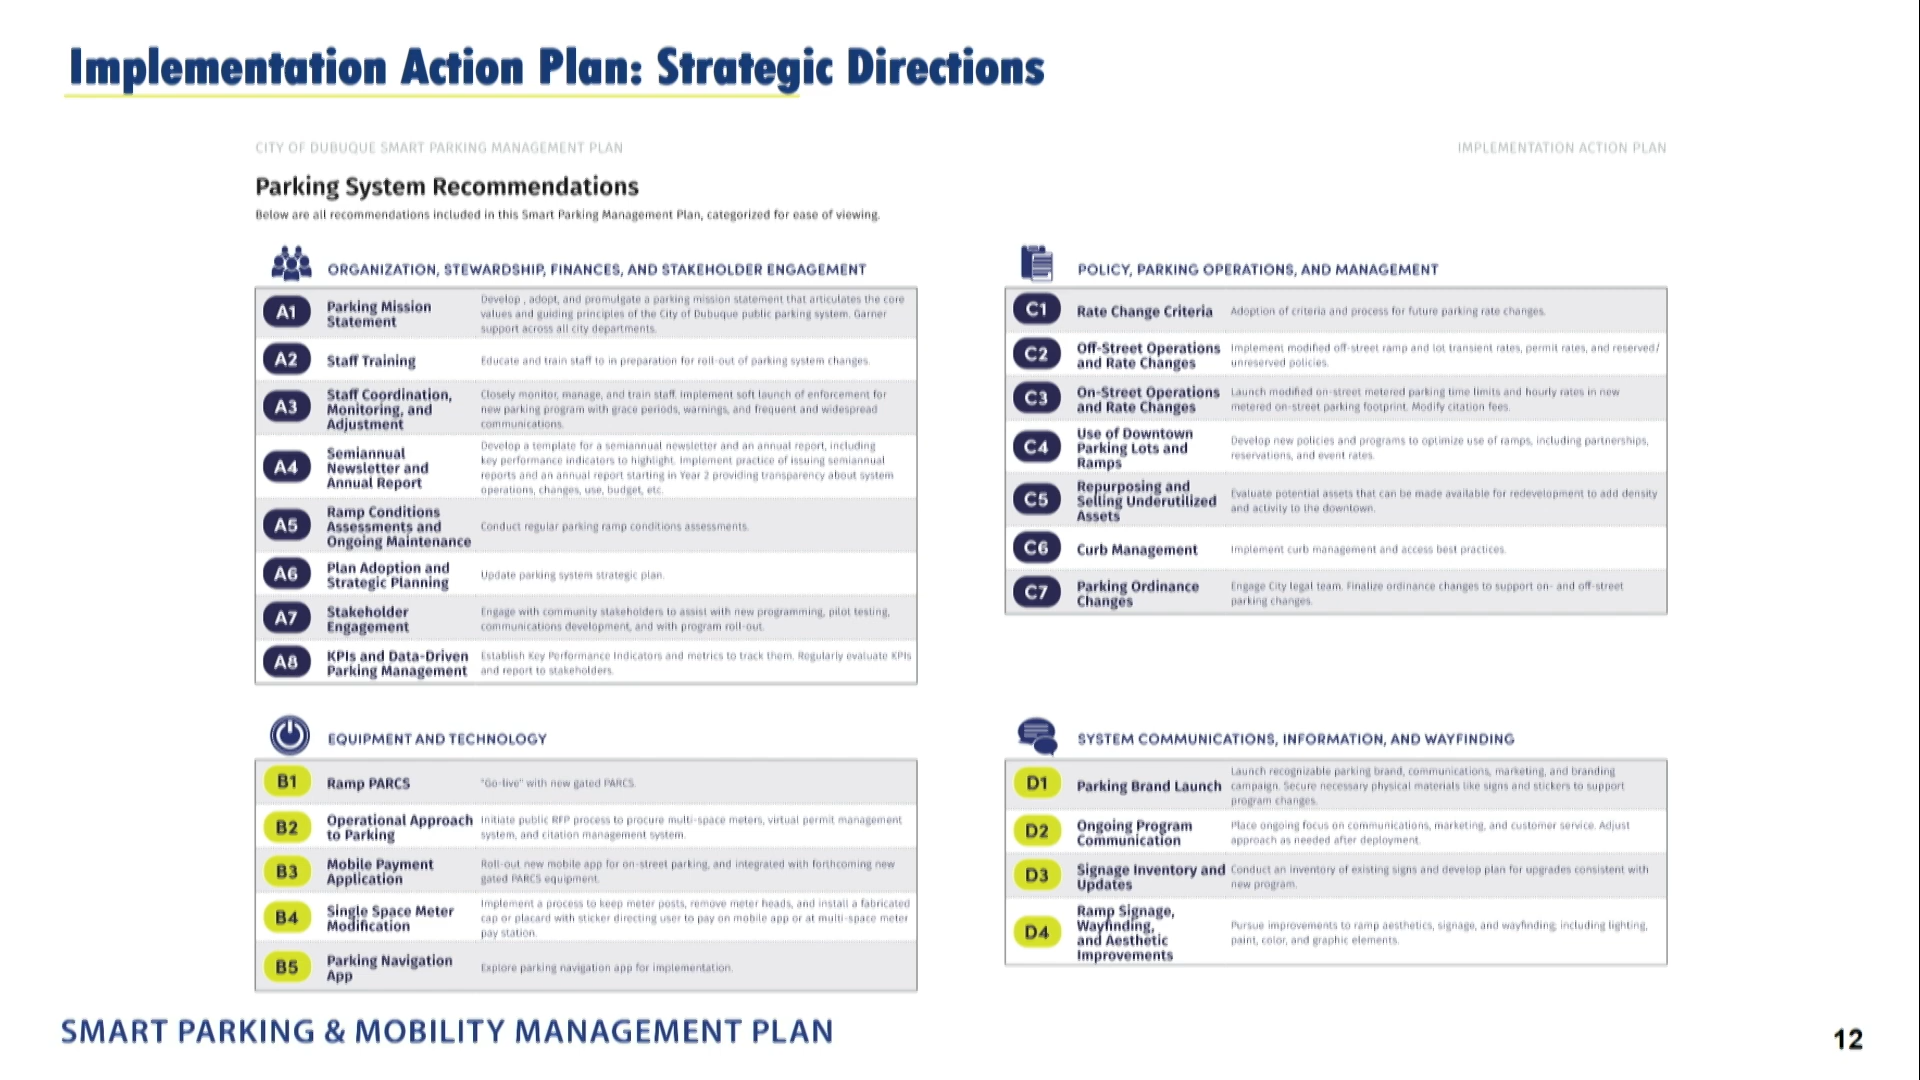 Implementation Action Plan: Strategic Directions
CITY OF DUBUQUE SMART PARKING MANAGEMENT PLAN
IMPLEMENTATION ACTION PLAN
Parking System Recommendations
Below are all recommendations included in this Smart Parking Management Plan, categorized for ease of viewing.
ORGANIZATION, STEWARDSHIP, FINANCES, AND STAKEHOLDER ENGAGEMENT
A1
Parking Mission
Statement
Develop , adopt, and promulgate a parking mission statement that articulates the core
values and guiding principles of the City of Dubuque public parking system. Garner
support across all city departments.
A2
Staff Training
Educate and train staff to in preparation for roll-out of parking system changes.
A3
Staff Coordination,
Monitoring, and
Adjustment
Closely monitor, manage, and train staff. Implement soft launch of enforcement for
new parking program with grace periods, warnings, and frequent and widespread
communications.
A4
Semiannual
Newsletter and
Annual Report
Develop a template for a semiannual newsletter and an annual report, including
key performance indicators to highlight. Implement practice of issuing semiannual
reports and an annual report starting in Year 2 providing transparency about system
operations, changes, use, budget, etc.
A5
Ramp Conditions
Assessments and
Ongoing Maintenance
Conduct regular parking ramp conditions assessments.
A6
Plan Adoption and
Strategic Planning
Update parking system strategic plan.
A7
Stakeholder
Engagement
Engage with community stakeholders to assist with new programming, pilot testing,
communications development, and with program roll-out.
A8
KPIs and Data-Driven
Parking Management
Establish Key Performance Indicators and metrics to track them. Regularly evaluate KPIs
and report to stakeholders.
POLICY, PARKING OPERATIONS, AND MANAGEMENT
C1
Rate Change Criteria
Adoption of criteria and process for future parking rate changes.
C2
Off-Street Operations
and Rate Changes
Implement modified off-street ramp and lot transient rates, permit rates, and reserved/
unreserved policies.
C3
On-Street Operations
and Rate Changes
Launch modified on-street metered parking time limits and hourly rates in new
metered on-street parking footprint. Modify citation fees.
C4
Use of Downtown
Parking Lots and
Ramps
Develop new policies and programs to optimize use of ramps, including partnerships,
reservations, and event rates.
C5
Repurposing and
Selling Underutilized
Assets
Evaluate potential assets that can be made available for redevelopment to add density
and activity to the downtown.
C6
Curb Management
Implement curb management and access best practices.
C7
Parking Ordinance
Changes
Engage City legal team. Finalize ordinance changes to support on- and off-street
parking changes.
EQUIPMENT AND TECHNOLOGY
B1
Ramp PARCS
"Go-live" with new gated PARCS.
B2
Operational Approach
to Parking
Initiate public RFP process to procure multi-space meters, virtual permit management
system, and citation management system.
B3
Mobile Payment
Application
Roll-out new mobile app for on-street parking, and integrated with forthcoming new
gated PARCS equipment.
B4
Single Space Meter
Modification
Implement a process to keep meter posts, remove meter heads, and install a fabricated
cap or placard with sticker directing user to pay on mobile app or at multi-space meter
pay station.
B5
Parking Navigation
App
Explore parking navigation app for implementation.
SYSTEM COMMUNICATIONS, INFORMATION, AND WAYFINDING
D1
Parking Brand Launch
Launch recognizable parking brand, communications, marketing, and branding
campaign. Secure necessary physical materials like signs and stickers to support
program changes.
D2
Ongoing Program
Communication
Place ongoing focus on communications, marketing, and customer service. Adjust
approach as needed after deployment.
D3
Signage Inventory and
Updates
Conduct an inventory of existing signs and develop plan for upgrades consistent with
new program.
D4
Ramp Signage,
Wayfinding,
and Aesthetic
Improvements
Pursue improvements to ramp aesthetics, signage, and wayfinding, including lighting,
paint, color, and graphic elements.
SMART PARKING & MOBILITY MANAGEMENT PLAN
12